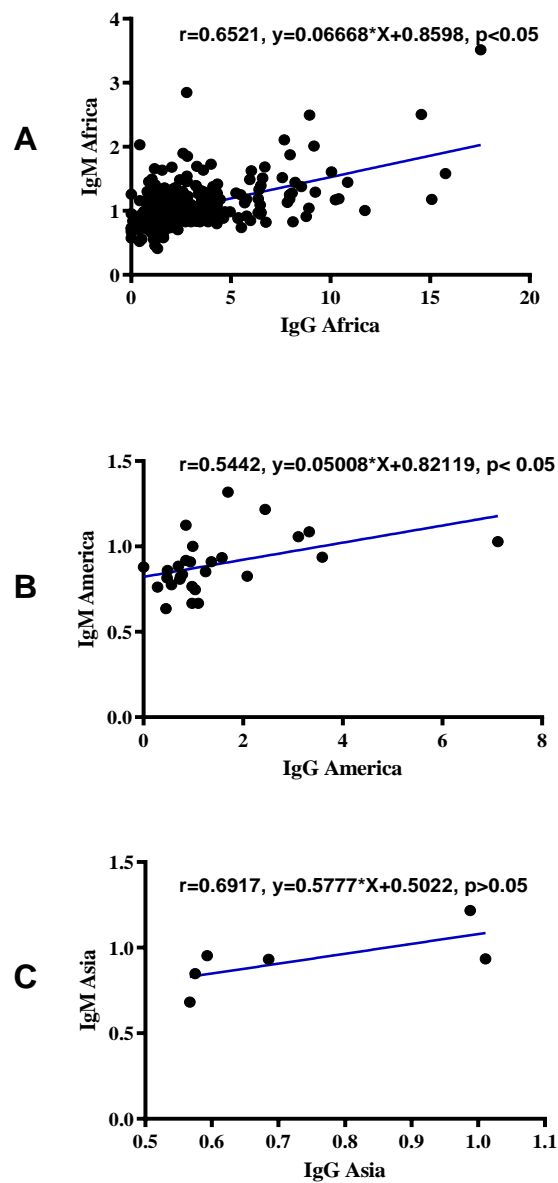 A
r=0.6521, y=0.06668*X+0.8598, p<0.05
IgM Africa
4
3
2
1
0
0 5 10 15 20
IgG Africa
B
r=0.5442, y=0.05008*X+0.82119, p< 0.05
IgM America
1.5
1.0
0.5
0.0
0 2 4 6 8
IgG America
C
r=0.6917, y=0.5777*X+0.5022, p>0.05
IgM Asia
1.5
1.0
0.5
0.0
0.5 0.6 0.7 0.8 0.9 1.0 1.1
IgG Asia